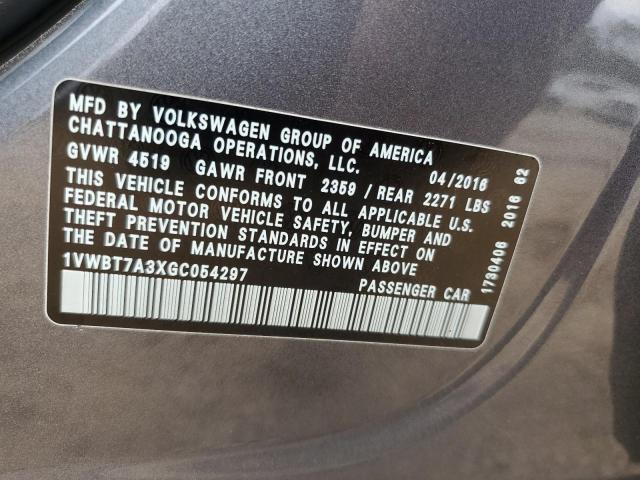 MFD BY VOLKSWAGEN GROUP OF AMERICA
CHATTANOOGA OPERATIONS, LLC.
04/2016
GVWR 4519 GAWR FRONT 2359 / REAR 2271 LBS
THIS VEHICLE CONFORMS TO ALL APPLICABLE U.S.
FEDERAL MOTOR VEHICLE SAFETY, BUMPER AND
THEFT PREVENTION STANDARDS IN EFFECT ON
THE DATE OF MANUFACTURE SHOWN ABOVE
1VWBT7A3XGC054297 PASSENGER CAR
1730406 2016 62